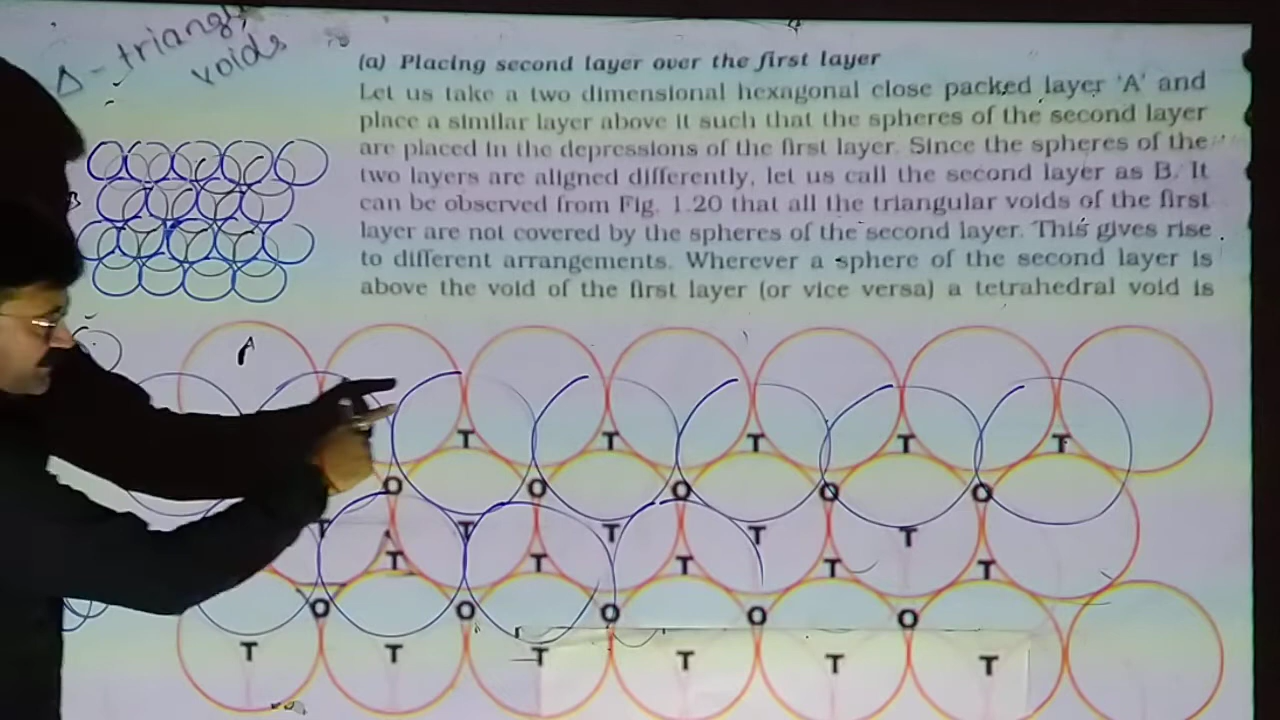 Δ - triangl
voids
(a) Placing second layer over the first layer
Let us take a two dimensional hexagonal close packed layer 'A' and
place a similar layer above it such that the spheres of the second layer
are placed in the depressions of the first layer. Since the spheres of the
two layers are aligned differently, let us call the second layer as B. It
can be observed from Fig. 1.20 that all the triangular voids of the first
layer are not covered by the spheres of the second layer. This gives rise
to different arrangements. Wherever a sphere of the second layer is
above the void of the first layer (or vice versa) a tetrahedral void is
A
T T T T T
O O O O O
T T T T T
T T T T T
O O O O O
T T T T T T